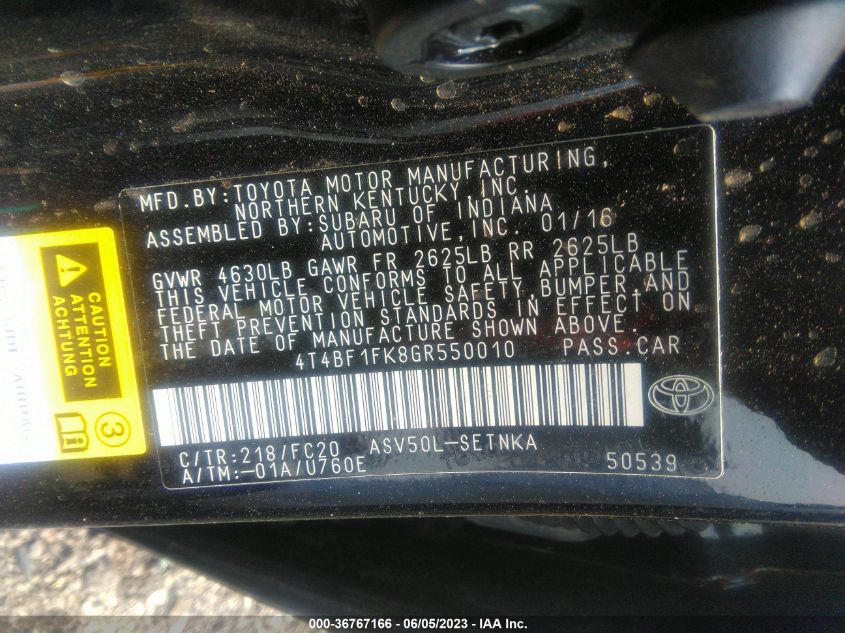 MFD.BY:TOYOTA MOTOR MANUFACTURING,
NORTHERN KENTUCKY, INC.
ASSEMBLED BY:SUBARU OF INDIANA
AUTOMOTIVE, INC. 01/16
GVWR 4630LB GAWR FR 2625LB RR 2625LB
THIS VEHICLE CONFORMS TO ALL APPLICABLE
FEDERAL MOTOR VEHICLE SAFETY, BUMPER, AND
THEFT PREVENTION STANDARDS IN EFFECT ON
THE DATE OF MANUFACTURE SHOWN ABOVE.
4T4BF1FK8GR550010 PASS.CAR
C/TR:218/FC20 ASV50L-SETNKA
A/TM:-01A/U760E 50539
CAUTION
ATTENTION
ACHTUNG
3
AIRBAG
000-36767166 - 06/05/2023 - IAA Inc.